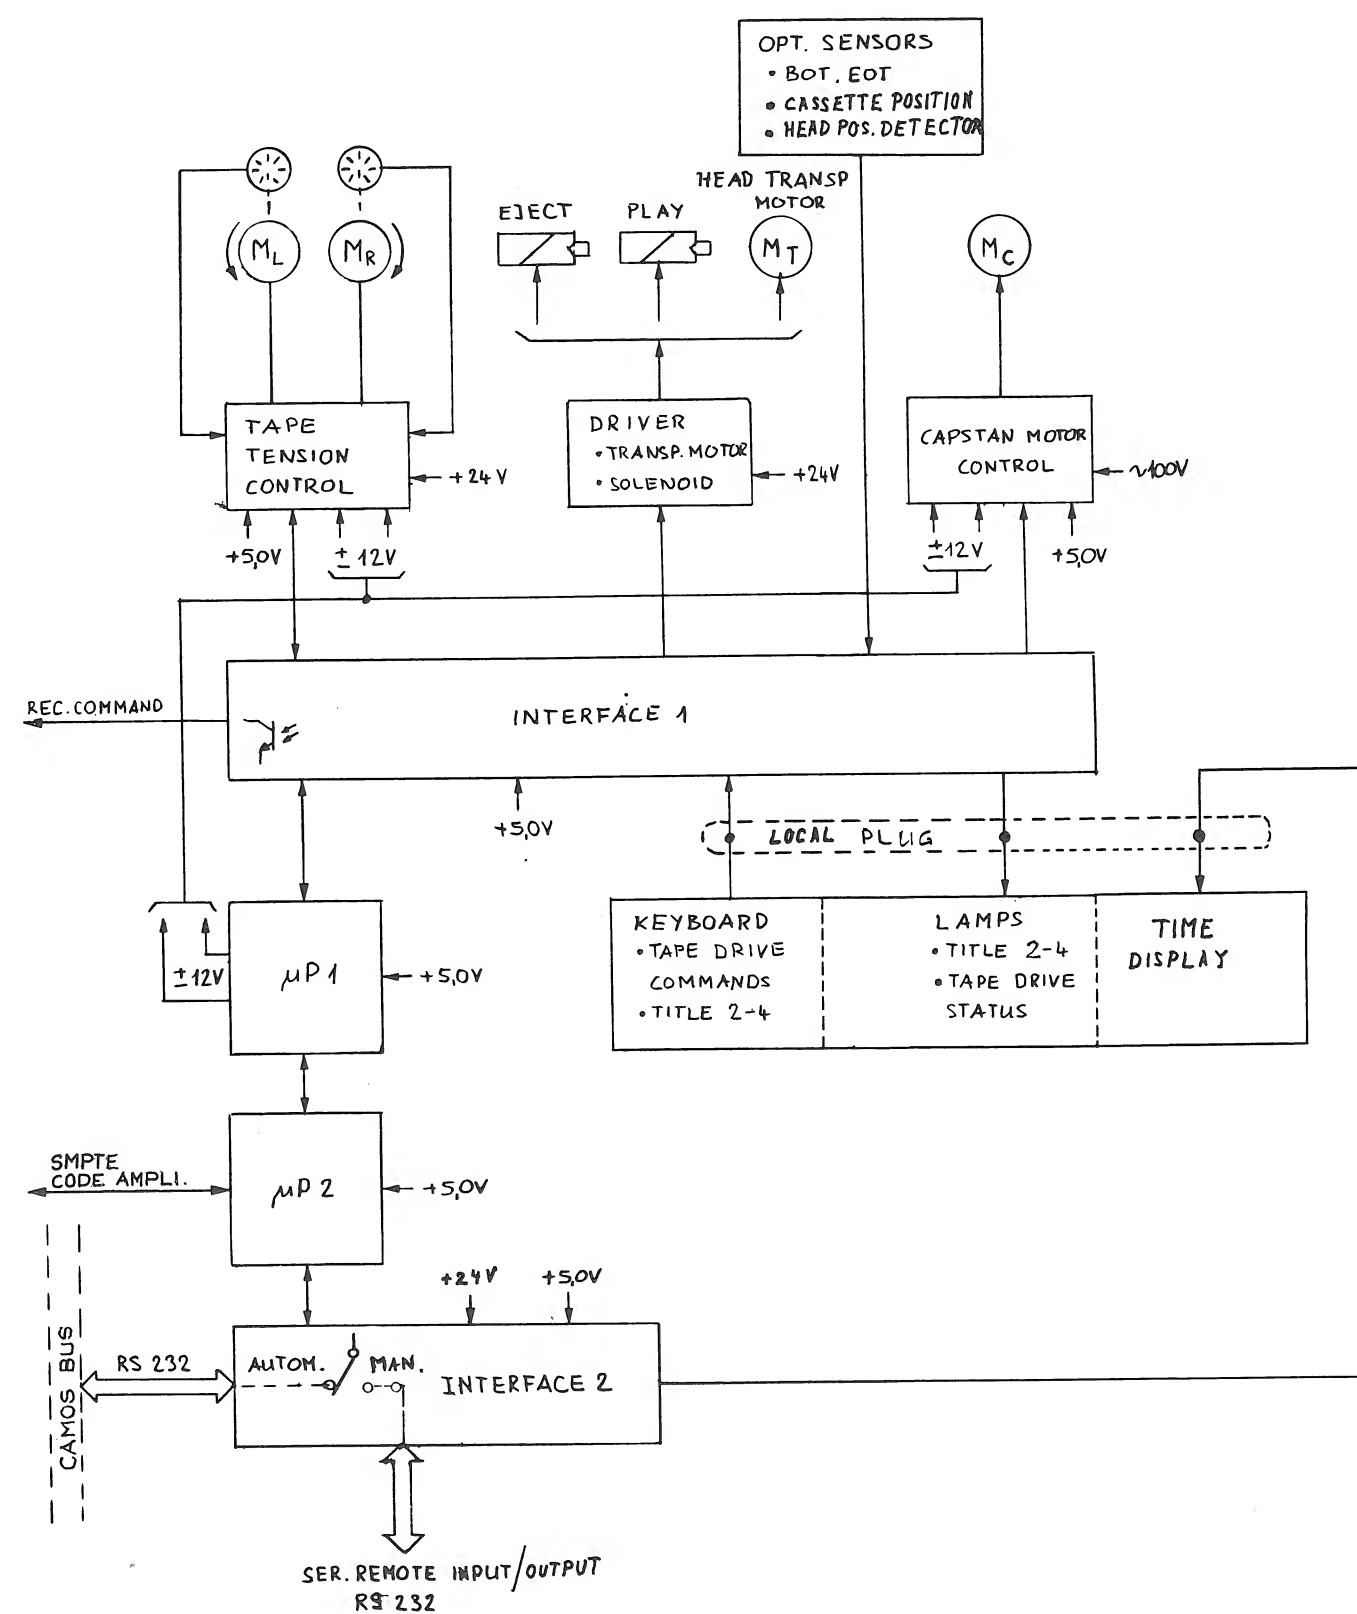 OPT. SENSORS
• BOT, EOT
• CASSETTE POSITION
• HEAD POS. DETECTOR
HEAD TRANSP
MOTOR
EJECT
PLAY
ML
MR
MT
MC
TAPE
TENSION
CONTROL
+24V
DRIVER
• TRANSP. MOTOR
• SOLENOID
+24V
CAPSTAN MOTOR
CONTROL
~100V
+5,0V
± 12V
±12V
+5,0V
REC. COMMAND
INTERFACE 1
+5,0V
LOCAL PLUG
KEYBOARD
• TAPE DRIVE
COMMANDS
• TITLE 2-4
LAMPS
• TITLE 2-4
• TAPE DRIVE
STATUS
TIME
DISPLAY
±12V
µP1
+5,0V
SMPTE
CODE AMPLI.
µP2
+5,0V
+24V
+5,0V
CAMOS BUS
RS 232
AUTOM.
MAN.
INTERFACE 2
SER. REMOTE INPUT/OUTPUT
RS 232